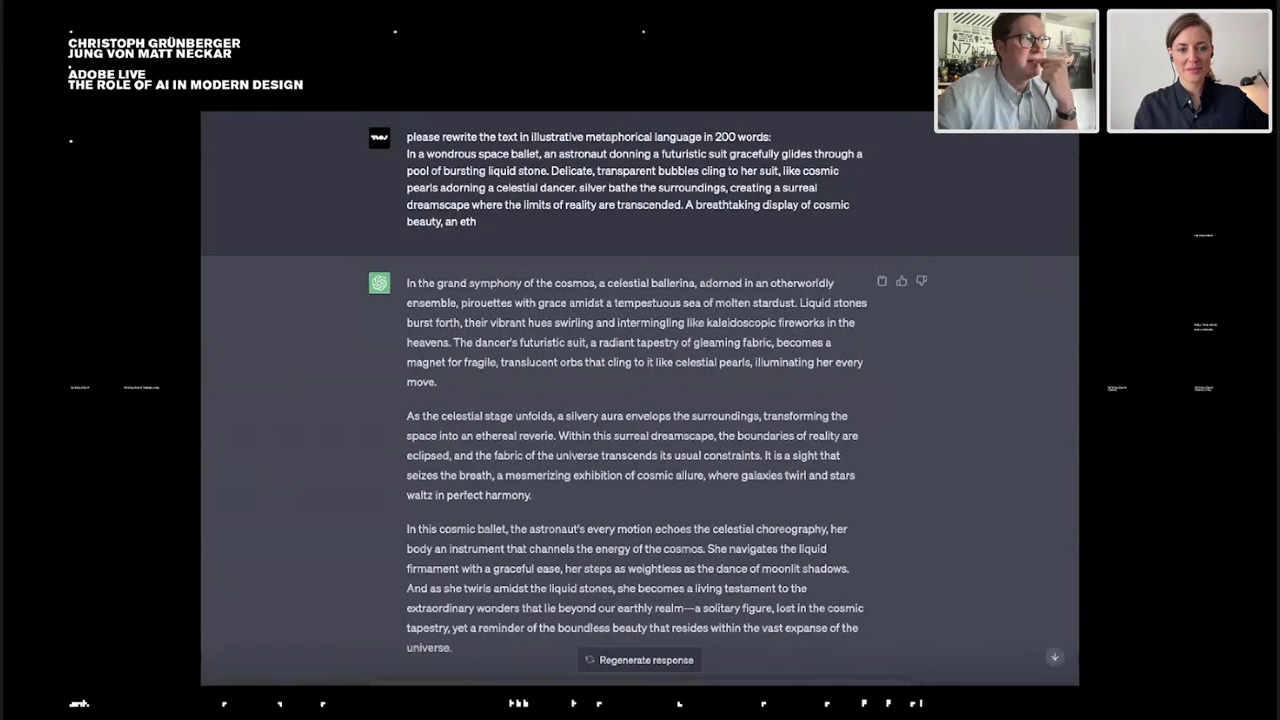 CHRISTOPH GRÜNBERGER
JUNG VON MATT NECKAR
ADOBE LIVE
THE ROLE OF AI IN MODERN DESIGN
please rewrite the text in illustrative metaphorical language in 200 words:
In a wondrous space ballet, an astronaut donning a futuristic suit gracefully glides through a
pool of bursting liquid stone. Delicate, transparent bubbles cling to her suit, like cosmic
pearls adorning a celestial dancer. silver bathe the surroundings, creating a surreal
dreamscape where the limits of reality are transcended. A breathtaking display of cosmic
beauty, an eth
In the grand symphony of the cosmos, a celestial ballerina, adorned in an otherworldly
ensemble, pirouettes with grace amidst a tempestuous sea of molten stardust. Liquid stones
burst forth, their vibrant hues swirling and intermingling like kaleidoscopic fireworks in the
heavens. The dancer's futuristic suit, a radiant tapestry of gleaming fabric, becomes a
magnet for fragile, translucent orbs that cling to it like celestial pearls, illuminating her every
move.
As the celestial stage unfolds, a silvery aura envelops the surroundings, transforming the
space into an ethereal reverie. Within this surreal dreamscape, the boundaries of reality are
eclipsed, and the fabric of the universe transcends its usual constraints. It is a sight that
seizes the breath, a mesmerizing exhibition of cosmic allure, where galaxies twirl and stars
waltz in perfect harmony.
In this cosmic ballet, the astronaut's every motion echoes the celestial choreography, her
body an instrument that channels the energy of the cosmos. She navigates the liquid
firmament with a graceful ease, her steps as weightless as the dance of moonlit shadows.
And as she twirls amidst the liquid stones, she becomes a living testament to the
extraordinary wonders that lie beyond our earthly realm—a solitary figure, lost in the cosmic
tapestry, yet a reminder of the boundless beauty that resides within the vast expanse of the
universe.
Regenerate response